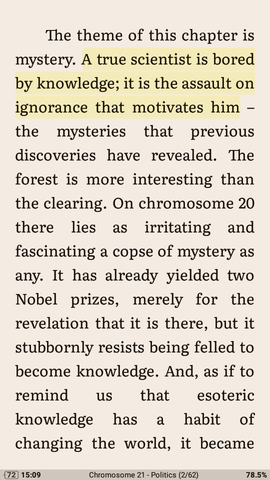 The theme of this chapter is
mystery. A true scientist is bored
by knowledge; it is the assault on
ignorance that motivates him –
the mysteries that previous
discoveries have revealed. The
forest is more interesting than
the clearing. On chromosome 20
there lies as irritating and
fascinating a copse of mystery as
any. It has already yielded two
Nobel prizes, merely for the
revelation that it is there, but it
stubbornly resists being felled to
become knowledge. And, as if to
remind us that esoteric
knowledge has a habit of
changing the world, it became
(72) 15:09 Chromosome 21 - Politics (2/62) 78.5%